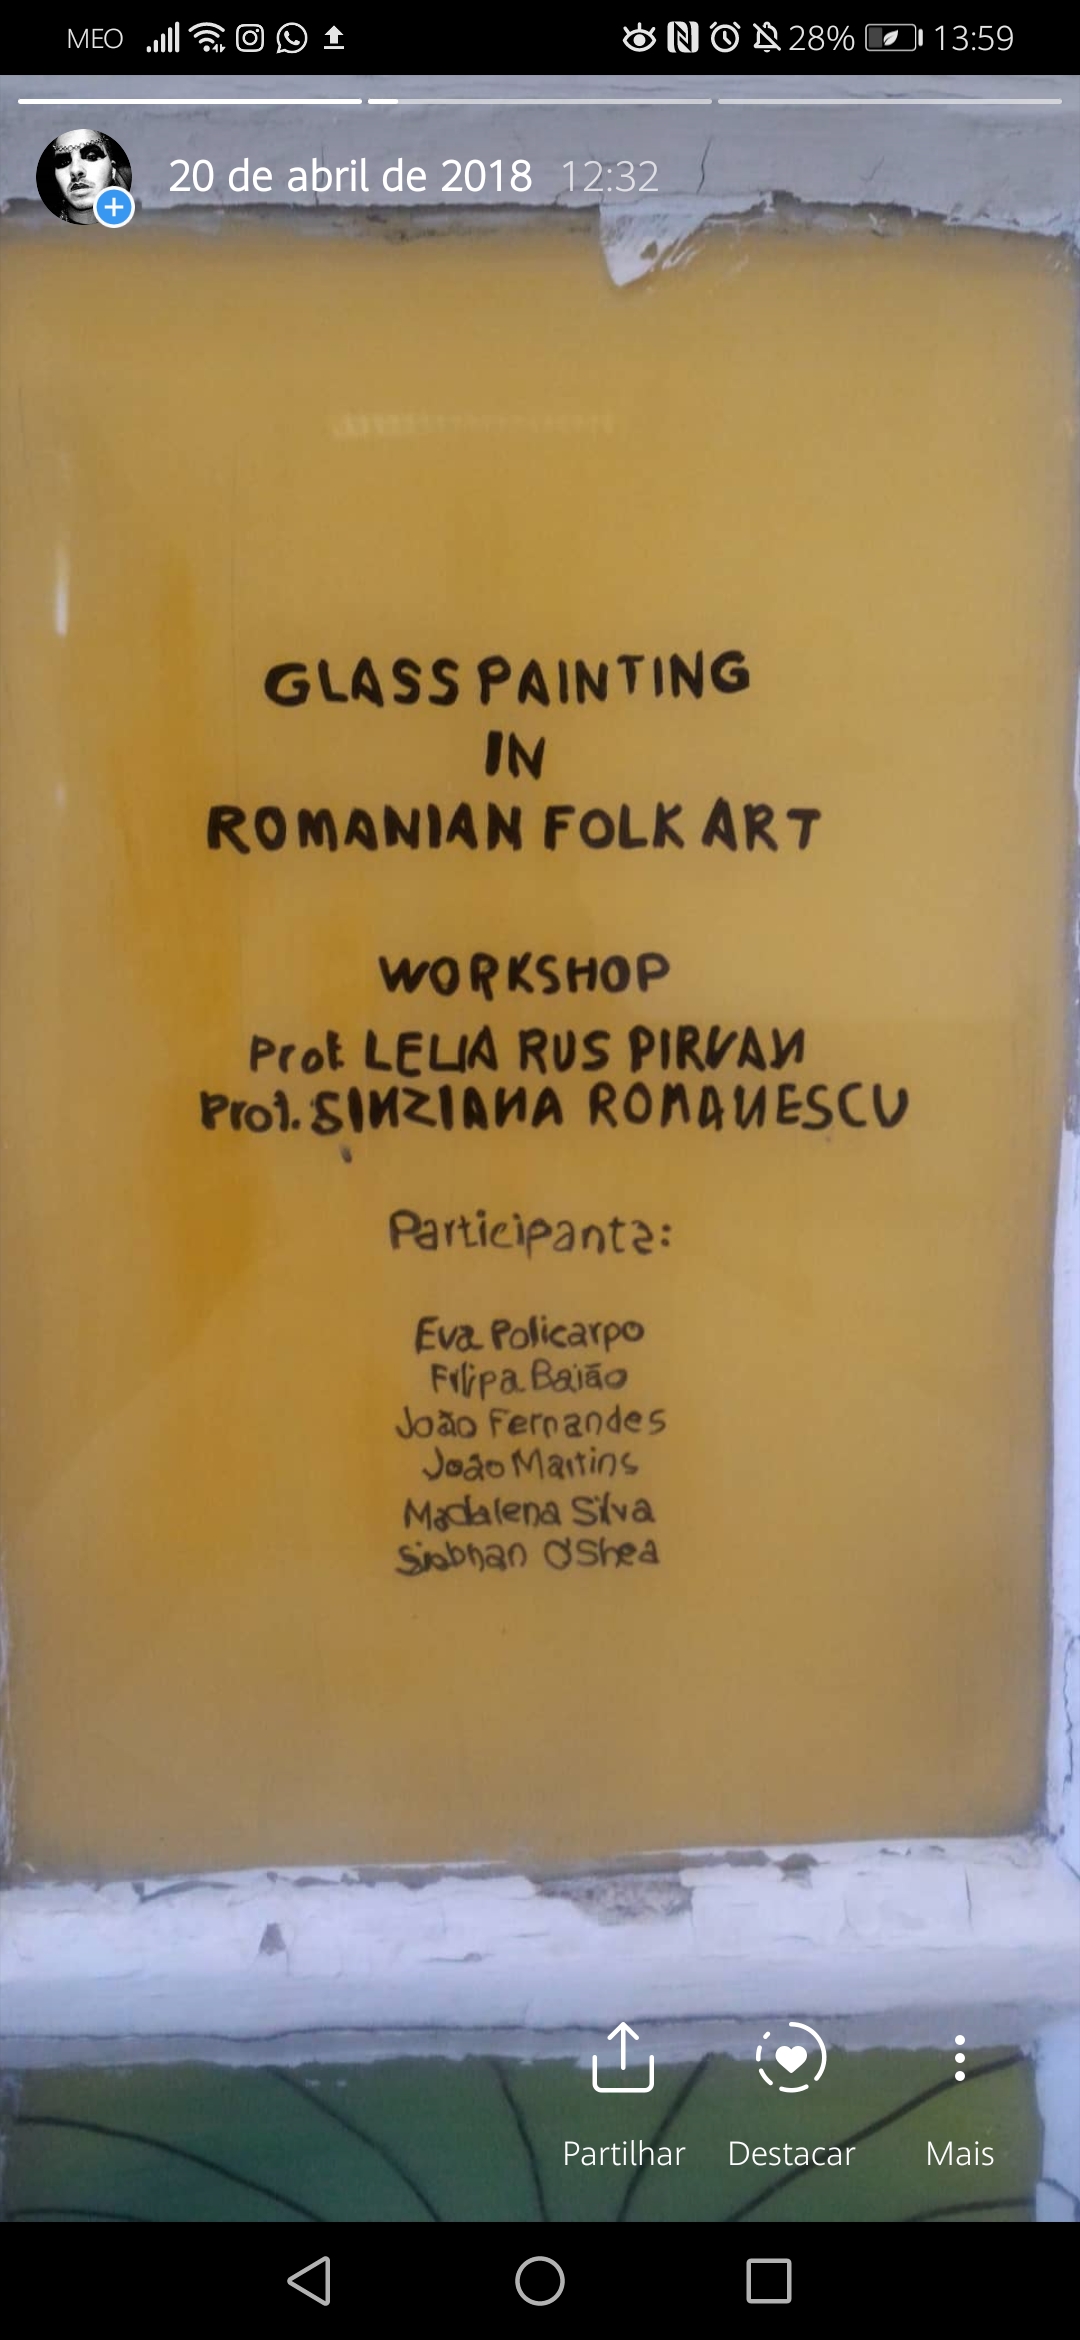 MEO 28% 13:59
20 de abril de 2018 12:32
GLASS PAINTING
IN
ROMANIAN FOLK ART
WORKSHOP
Prof LELIA RUS PIRVAN
Prof. SINZIANA ROMANESCU
Participants:
Eva Policarpo
Filipa Baião
João Fernandes
João Martins
Madalena Silva
Siobhan O'Shea
Partilhar Destacar Mais